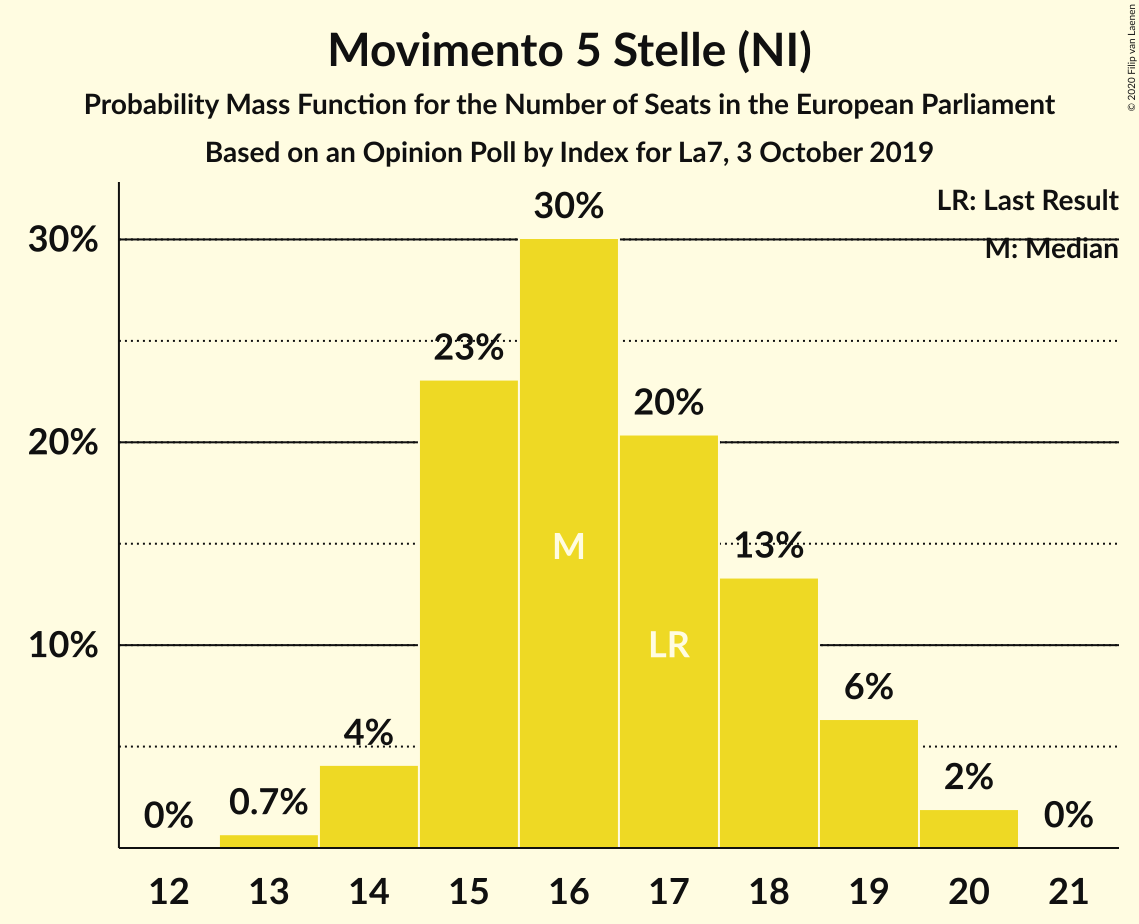 Movimento 5 Stelle (NI)
Probability Mass Function for the Number of Seats in the European Parliament
Based on an Opinion Poll by Index for La7, 3 October 2019
© 2020 Filip van Laenen
LR: Last Result
M: Median
30%
20%
10%
0%
0.7%
4%
23%
30%
20%
13%
6%
2%
0%
M
LR
12 13 14 15 16 17 18 19 20 21